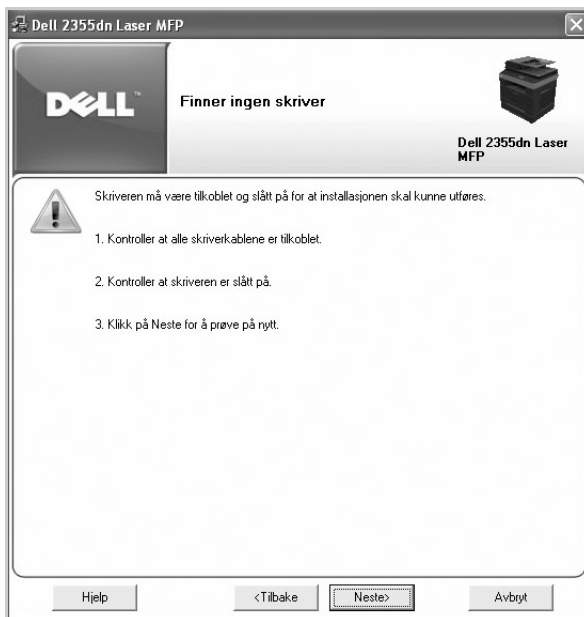 Dell 2355dn Laser MFP
DELL™
Finner ingen skriver
Dell 2355dn Laser
MFP
Skriveren må være tilkoblet og slått på for at installasjonen skal kunne utføres.
1. Kontroller at alle skriverkablene er tilkoblet.
2. Kontroller at skriveren er slått på.
3. Klikk på Neste for å prøve på nytt.
Hjelp
<Tilbake
Neste>
Avbryt